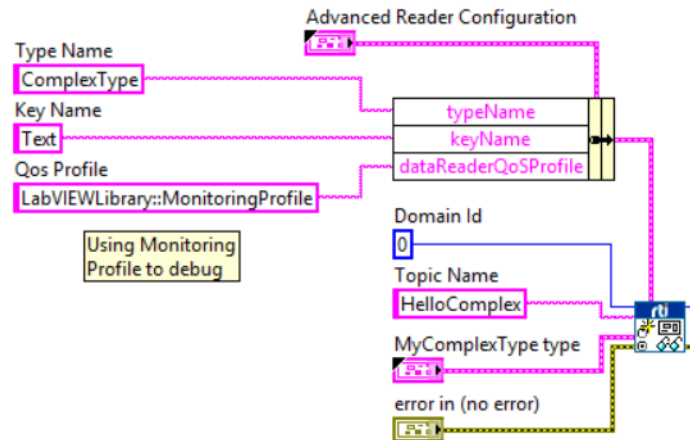 Advanced Reader Configuration
Type Name
ComplexType
Key Name
Text
Qos Profile
LabVIEWLibrary::MonitoringProfile
typeName
keyName
dataReaderQoSProfile
Using Monitoring
Profile to debug
Domain Id
0
Topic Name
HelloComplex
MyComplexType type
error in (no error)
rti